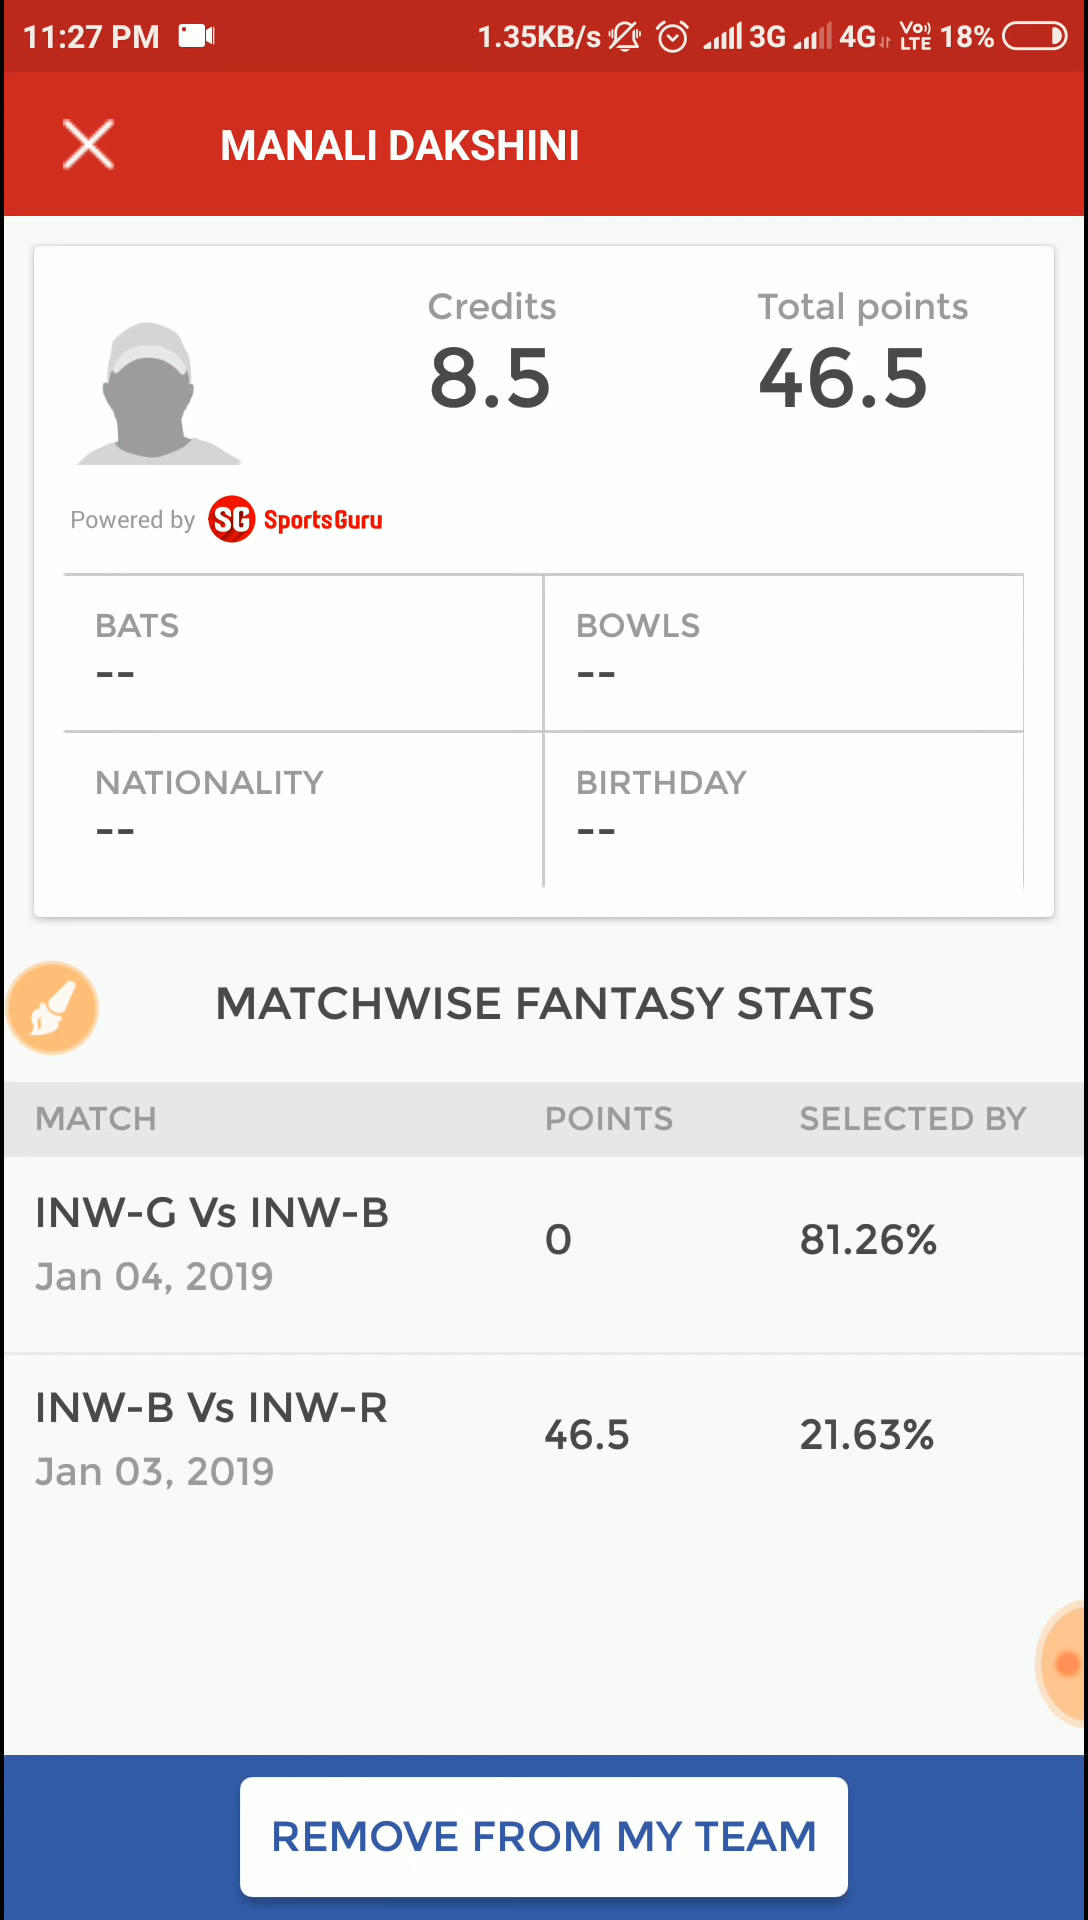 11:27 PM 1.35KB/s 3G 4G Vo)) LTE 18%
MANALI DAKSHINI
Credits Total points
8.5 46.5
Powered by SG SportsGuru
BATS BOWLS
-- --
NATIONALITY BIRTHDAY
-- --
MATCHWISE FANTASY STATS
MATCH POINTS SELECTED BY
INW-G Vs INW-B 0 81.26%
Jan 04, 2019
INW-B Vs INW-R 46.5 21.63%
Jan 03, 2019
REMOVE FROM MY TEAM